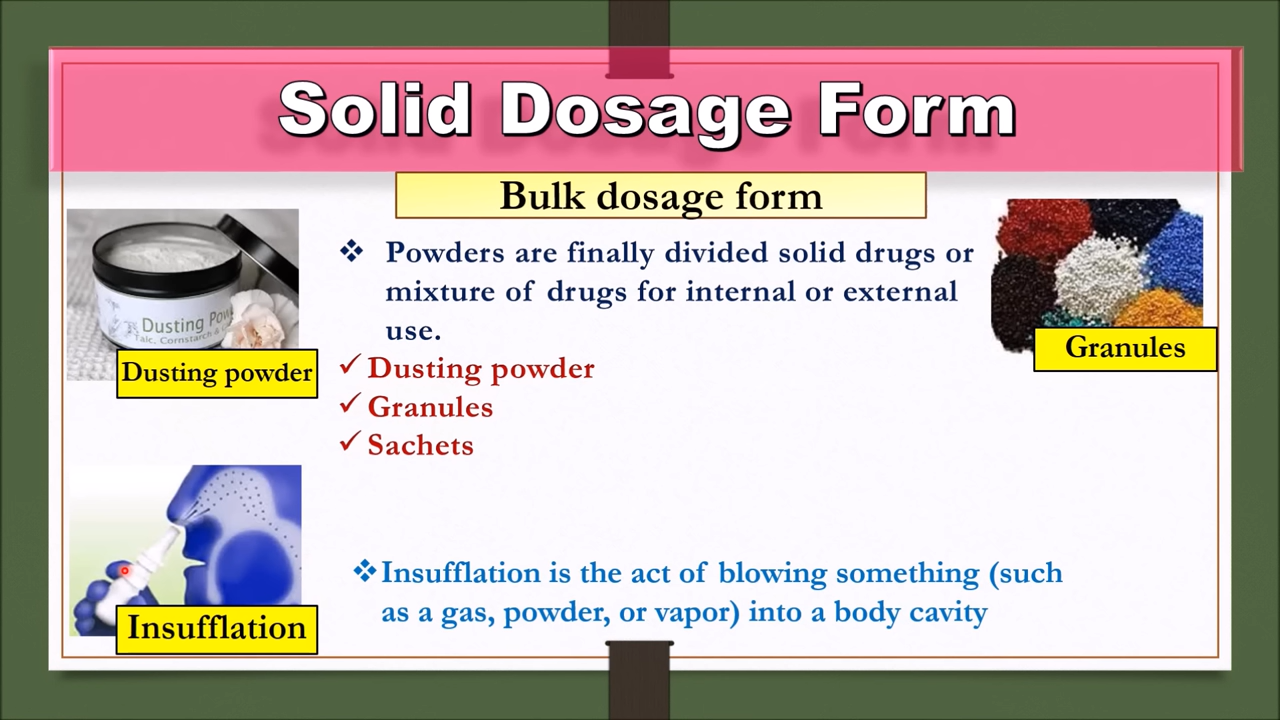 Solid Dosage Form
Bulk dosage form
Powders are finally divided solid drugs or
mixture of drugs for internal or external
use.
Dusting powder
Granules
Sachets
Dusting Pow
Talc, Cornstarch &
Dusting powder
Granules
Insufflation
Insufflation is the act of blowing something (such
as a gas, powder, or vapor) into a body cavity